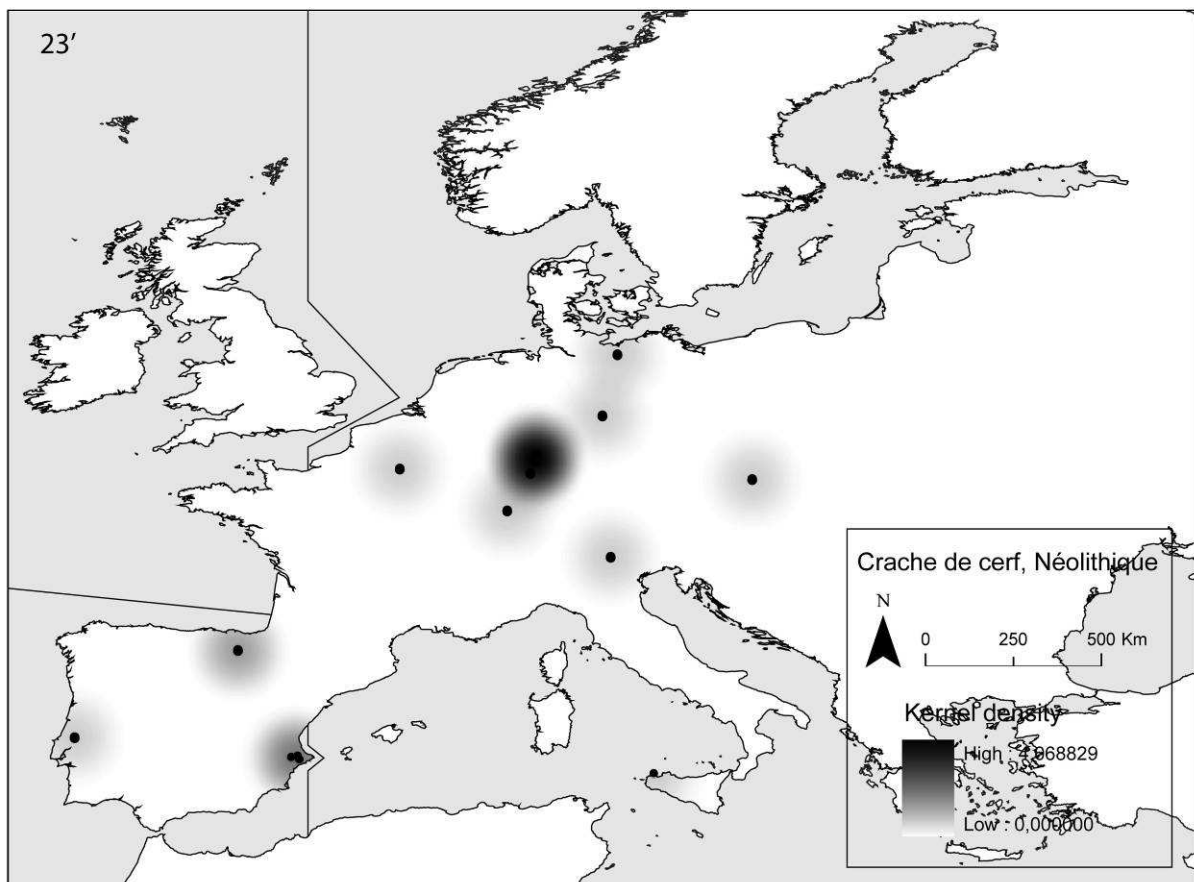 23′
Crache de cerf, Néolithique
N
0 250 500 Km
Kernel density
High : 4,968829
Low : 0,000000